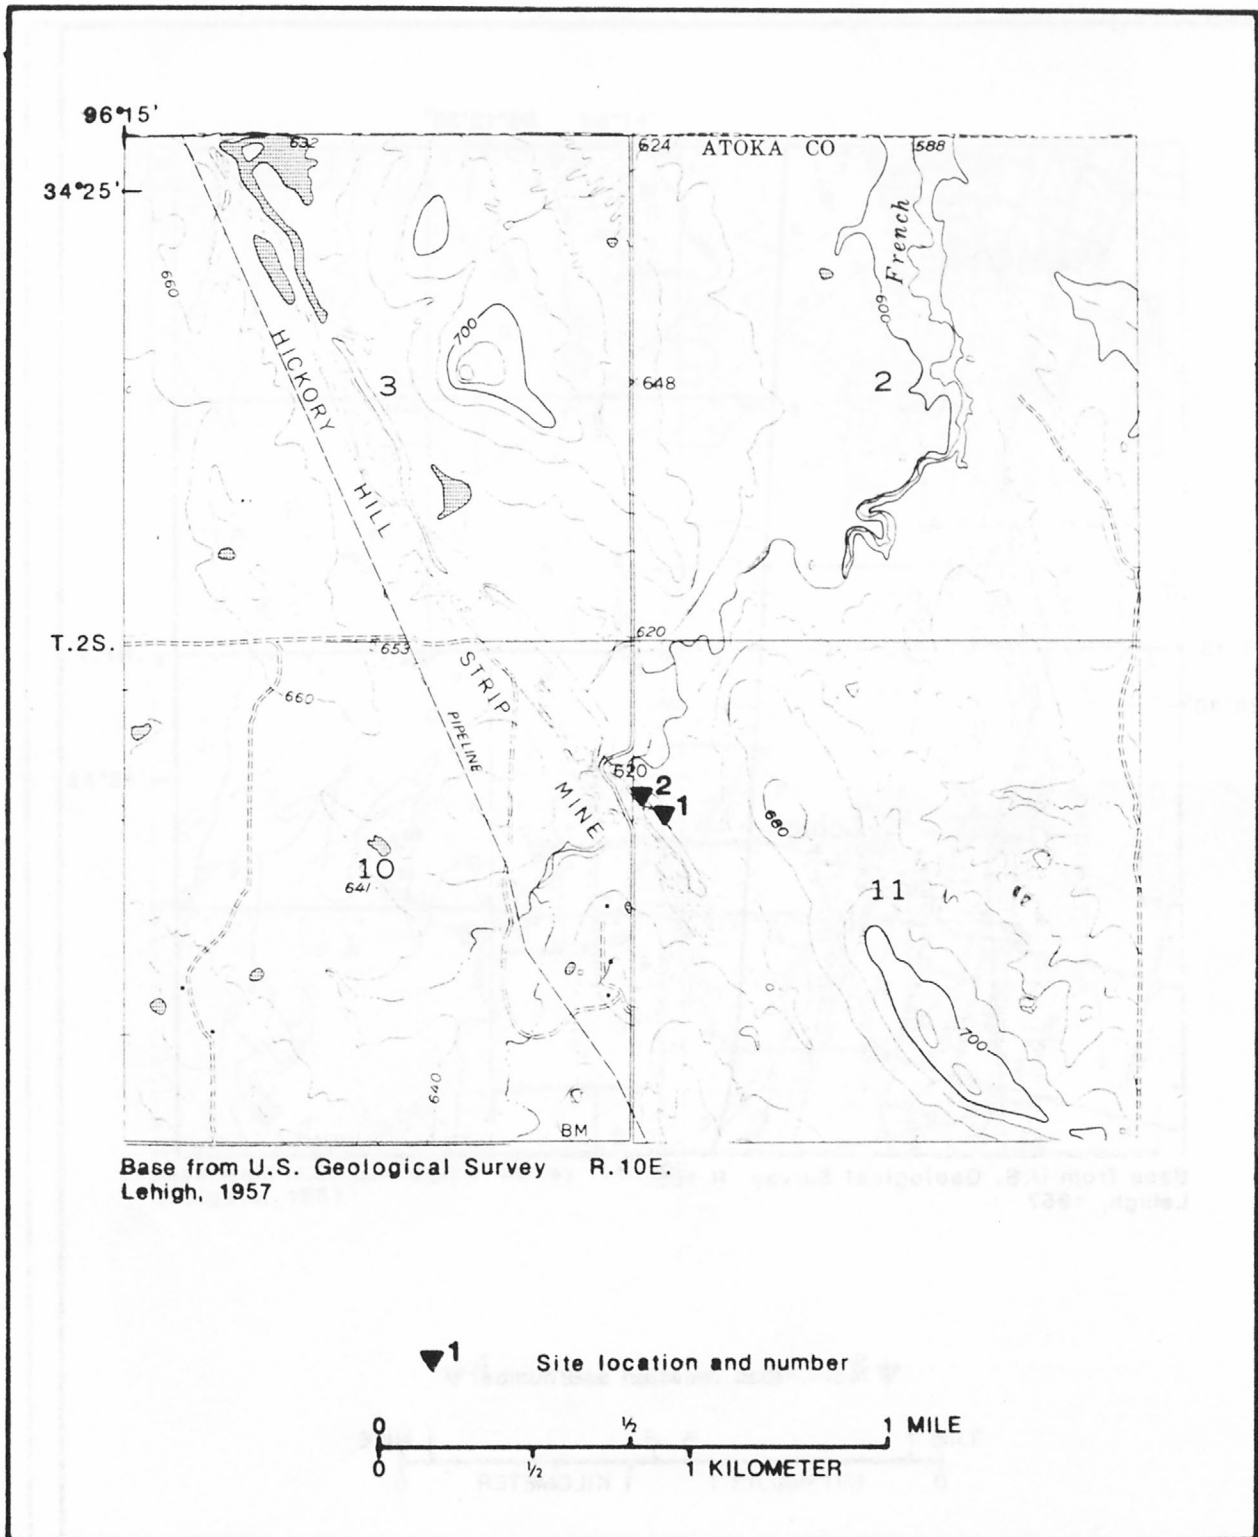 96°15'
632
624 ATOKA CO 588
34°25'
French
660
600
700
HICKORY
3
648
2
HILL
T.2S.
653
620
STRIP
660
PIPELINE
620
2
MINE
1
680
10
641
11
700
640
BM
Base from U.S. Geological Survey R.10E.
Lehigh, 1957
1 Site location and number
0 ½ 1 MILE
0 ½ 1 KILOMETER